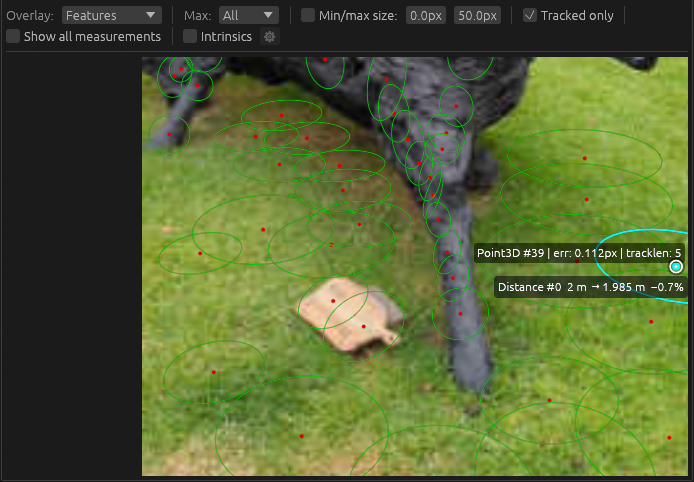 Overlay: Features Max: All Min/max size: 0.0px 50.0px Tracked only
Show all measurements Intrinsics
Point3D #39 | err: 0.112px | tracklen: 5
Distance #0 2 m → 1.985 m −0.7%